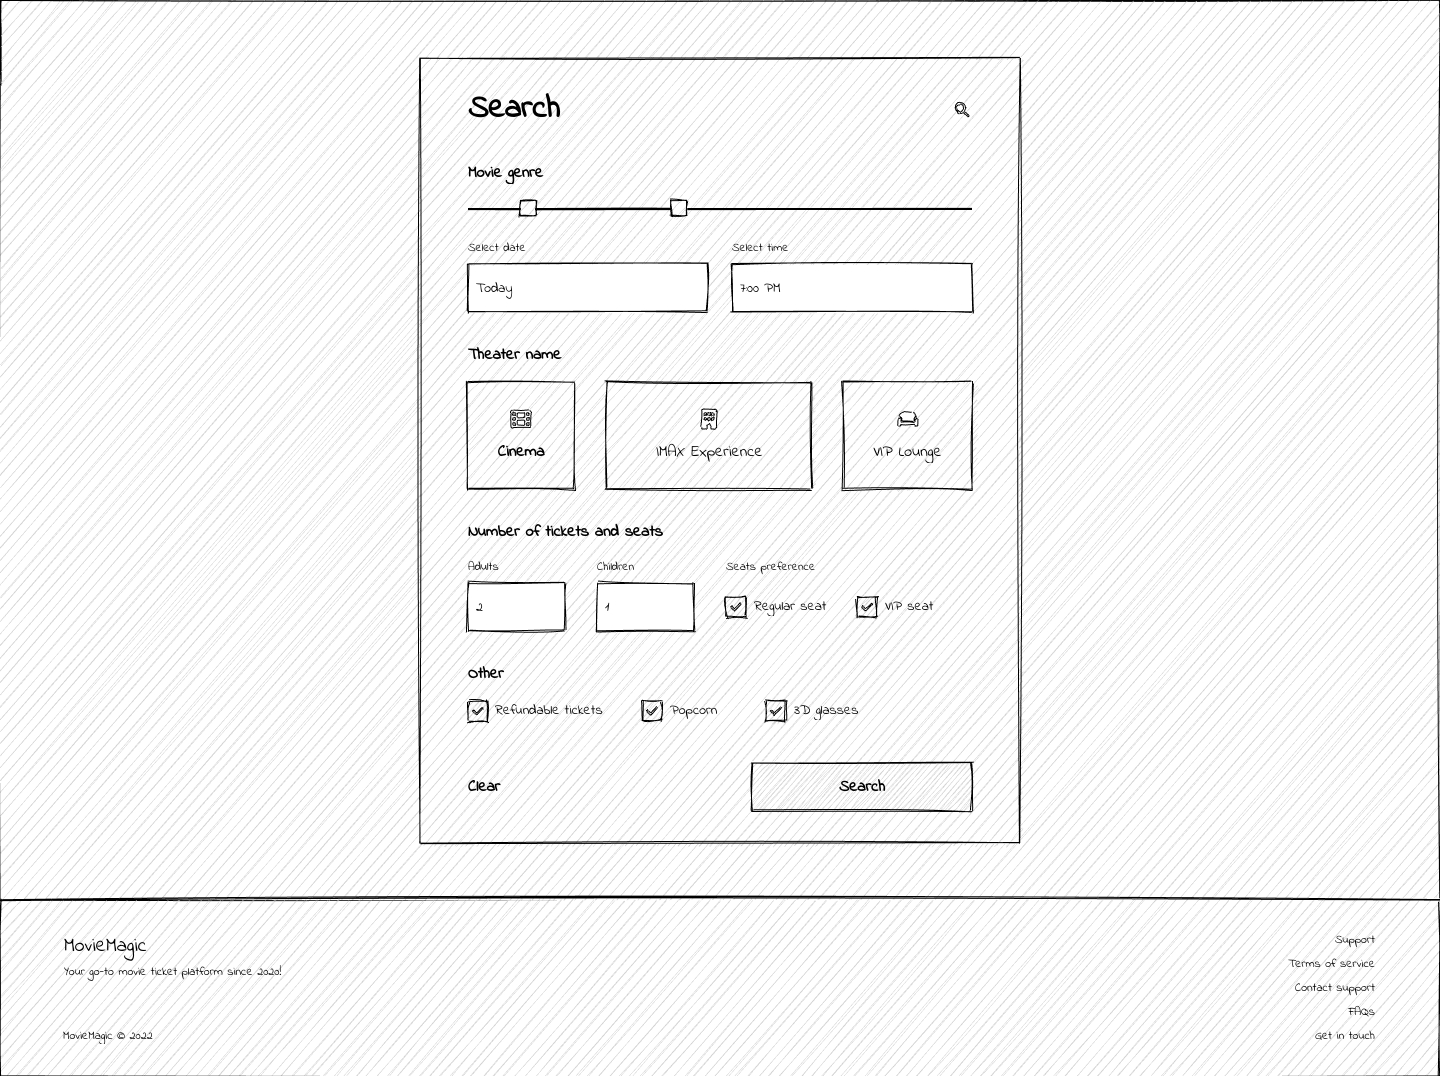 Search
Movie genre
Select date
Select time
Today
7:00 PM
Theater name
Cinema
IMAX Experience
VIP Lounge
Number of tickets and seats
Adults
Children
Seats preference
2
1
Regular seat
VIP seat
Other
Refundable tickets
Popcorn
3D glasses
Clear
Search
MovieMagic
Your go-to movie ticket platform since 2020!
MovieMagic © 2022
Support
Terms of service
Contact support
FAQs
Get in touch